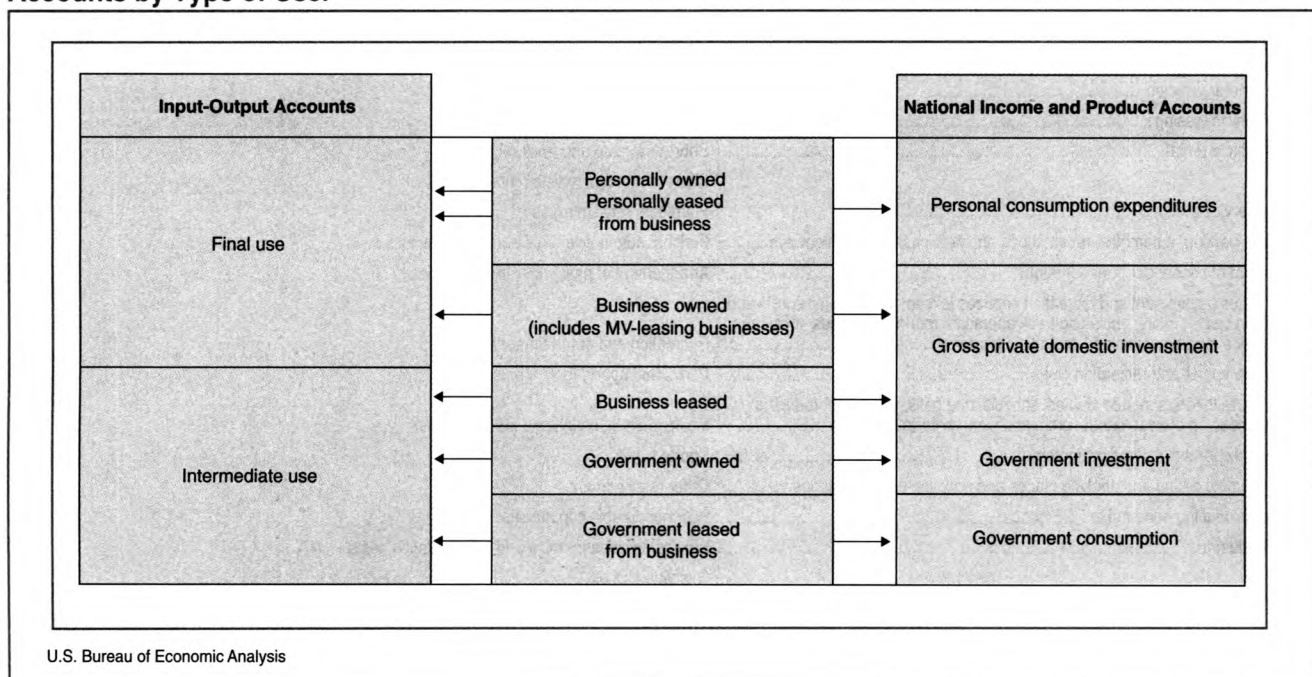 Accounts by Type of User
Input-Output Accounts
National Income and Product Accounts
Final use
Personally owned
Personally eased
from business
Personal consumption expenditures
Business owned
(includes MV-leasing businesses)
Gross private domestic invenstment
Business leased
Intermediate use
Government owned
Government investment
Government leased
from business
Government consumption
U.S. Bureau of Economic Analysis